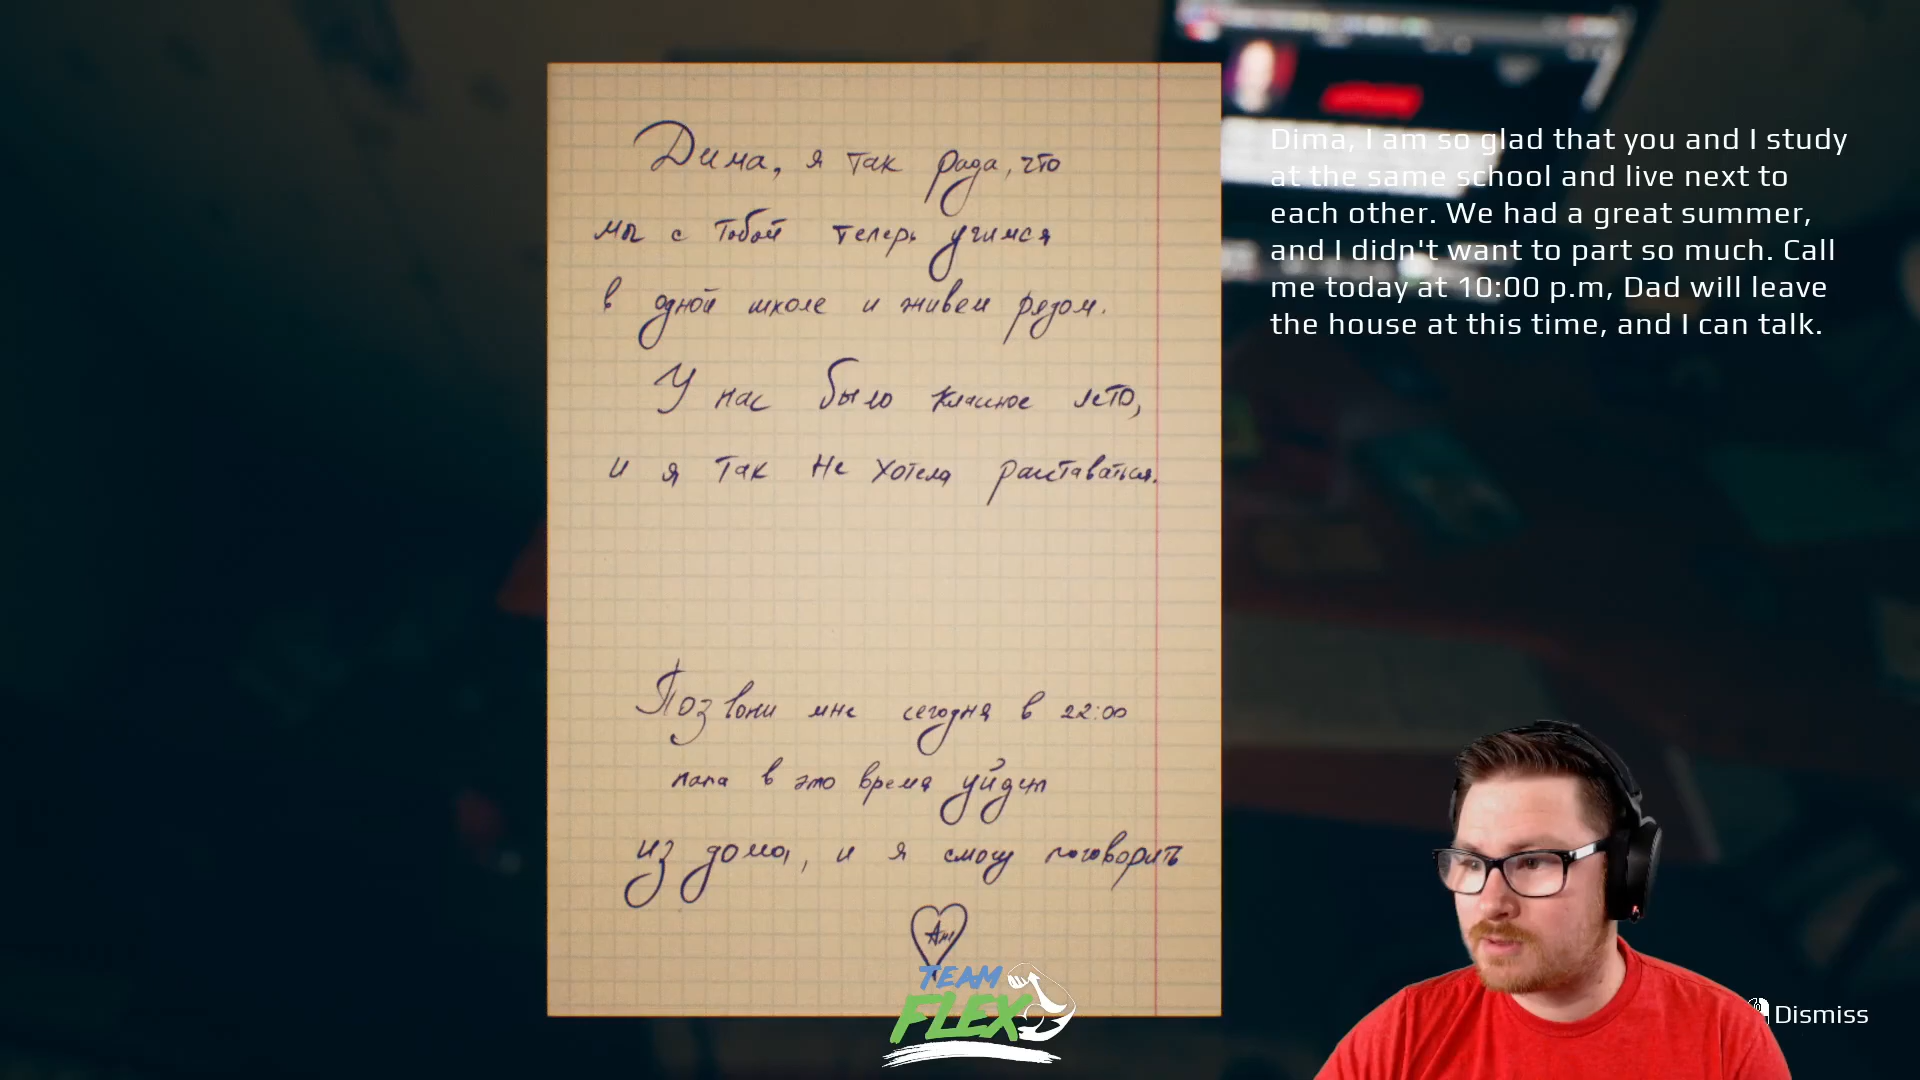 Дима, я так рада, что
мы с тобой теперь учимся
в одной школе и живем рядом.
У нас было классное лето,
и я так не хотела расставаться.
Позвони мне сегодня в 22:00
папа в это время уйдет
из дома, и я смогу поговорить
Dima, I am so glad that you and I study
at the same school and live next to
each other. We had a great summer,
and I didn't want to part so much. Call
me today at 10:00 p.m, Dad will leave
the house at this time, and I can talk.
TEAM
FLEX
Dismiss